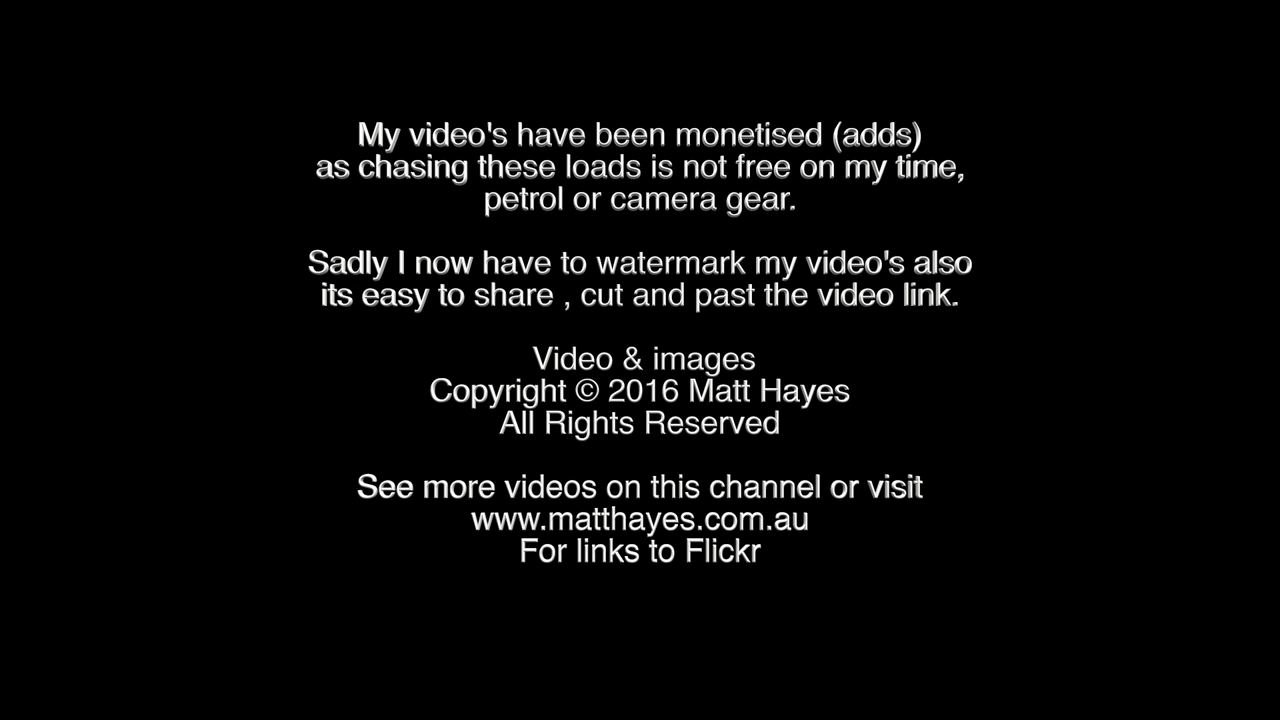 My video's have been monetised (adds)
as chasing these loads is not free on my time,
petrol or camera gear.
Sadly I now have to watermark my video's also
its easy to share , cut and past the video link.
Video & images
Copyright © 2016 Matt Hayes
All Rights Reserved
See more videos on this channel or visit
www.matthayes.com.au
For links to Flickr